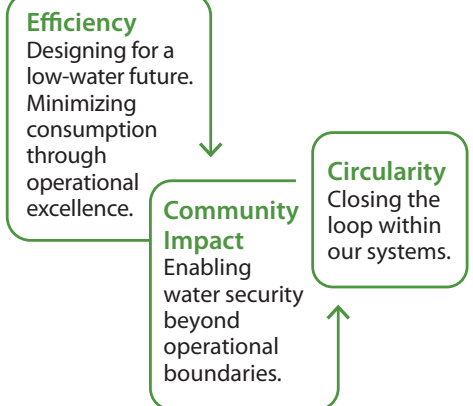 Efficiency
Designing for a
low-water future.
Minimizing
consumption
through
operational
excellence.
Community
Impact
Enabling
water security
beyond
operational
boundaries.
Circularity
Closing the
loop within
our systems.